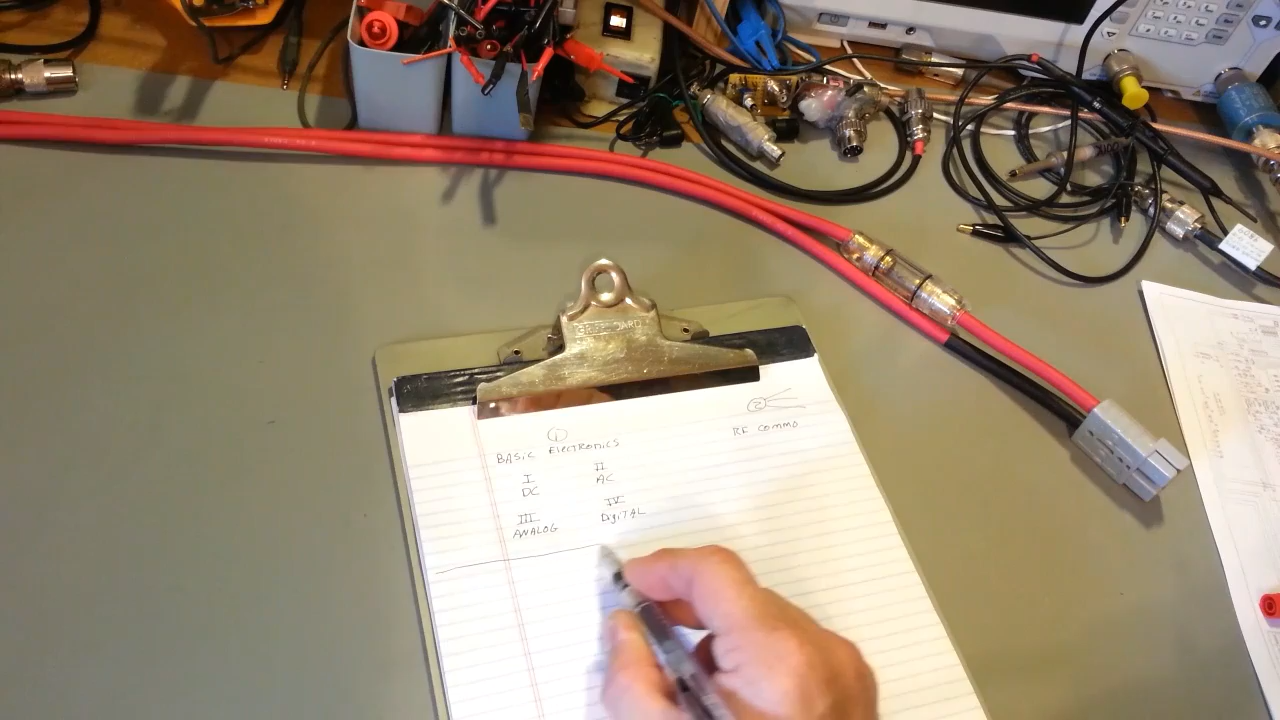 ①
BASIC ELECTRONICS
I II
DC AC
III IV
ANALOG DIGITAL
②
RF COMMO